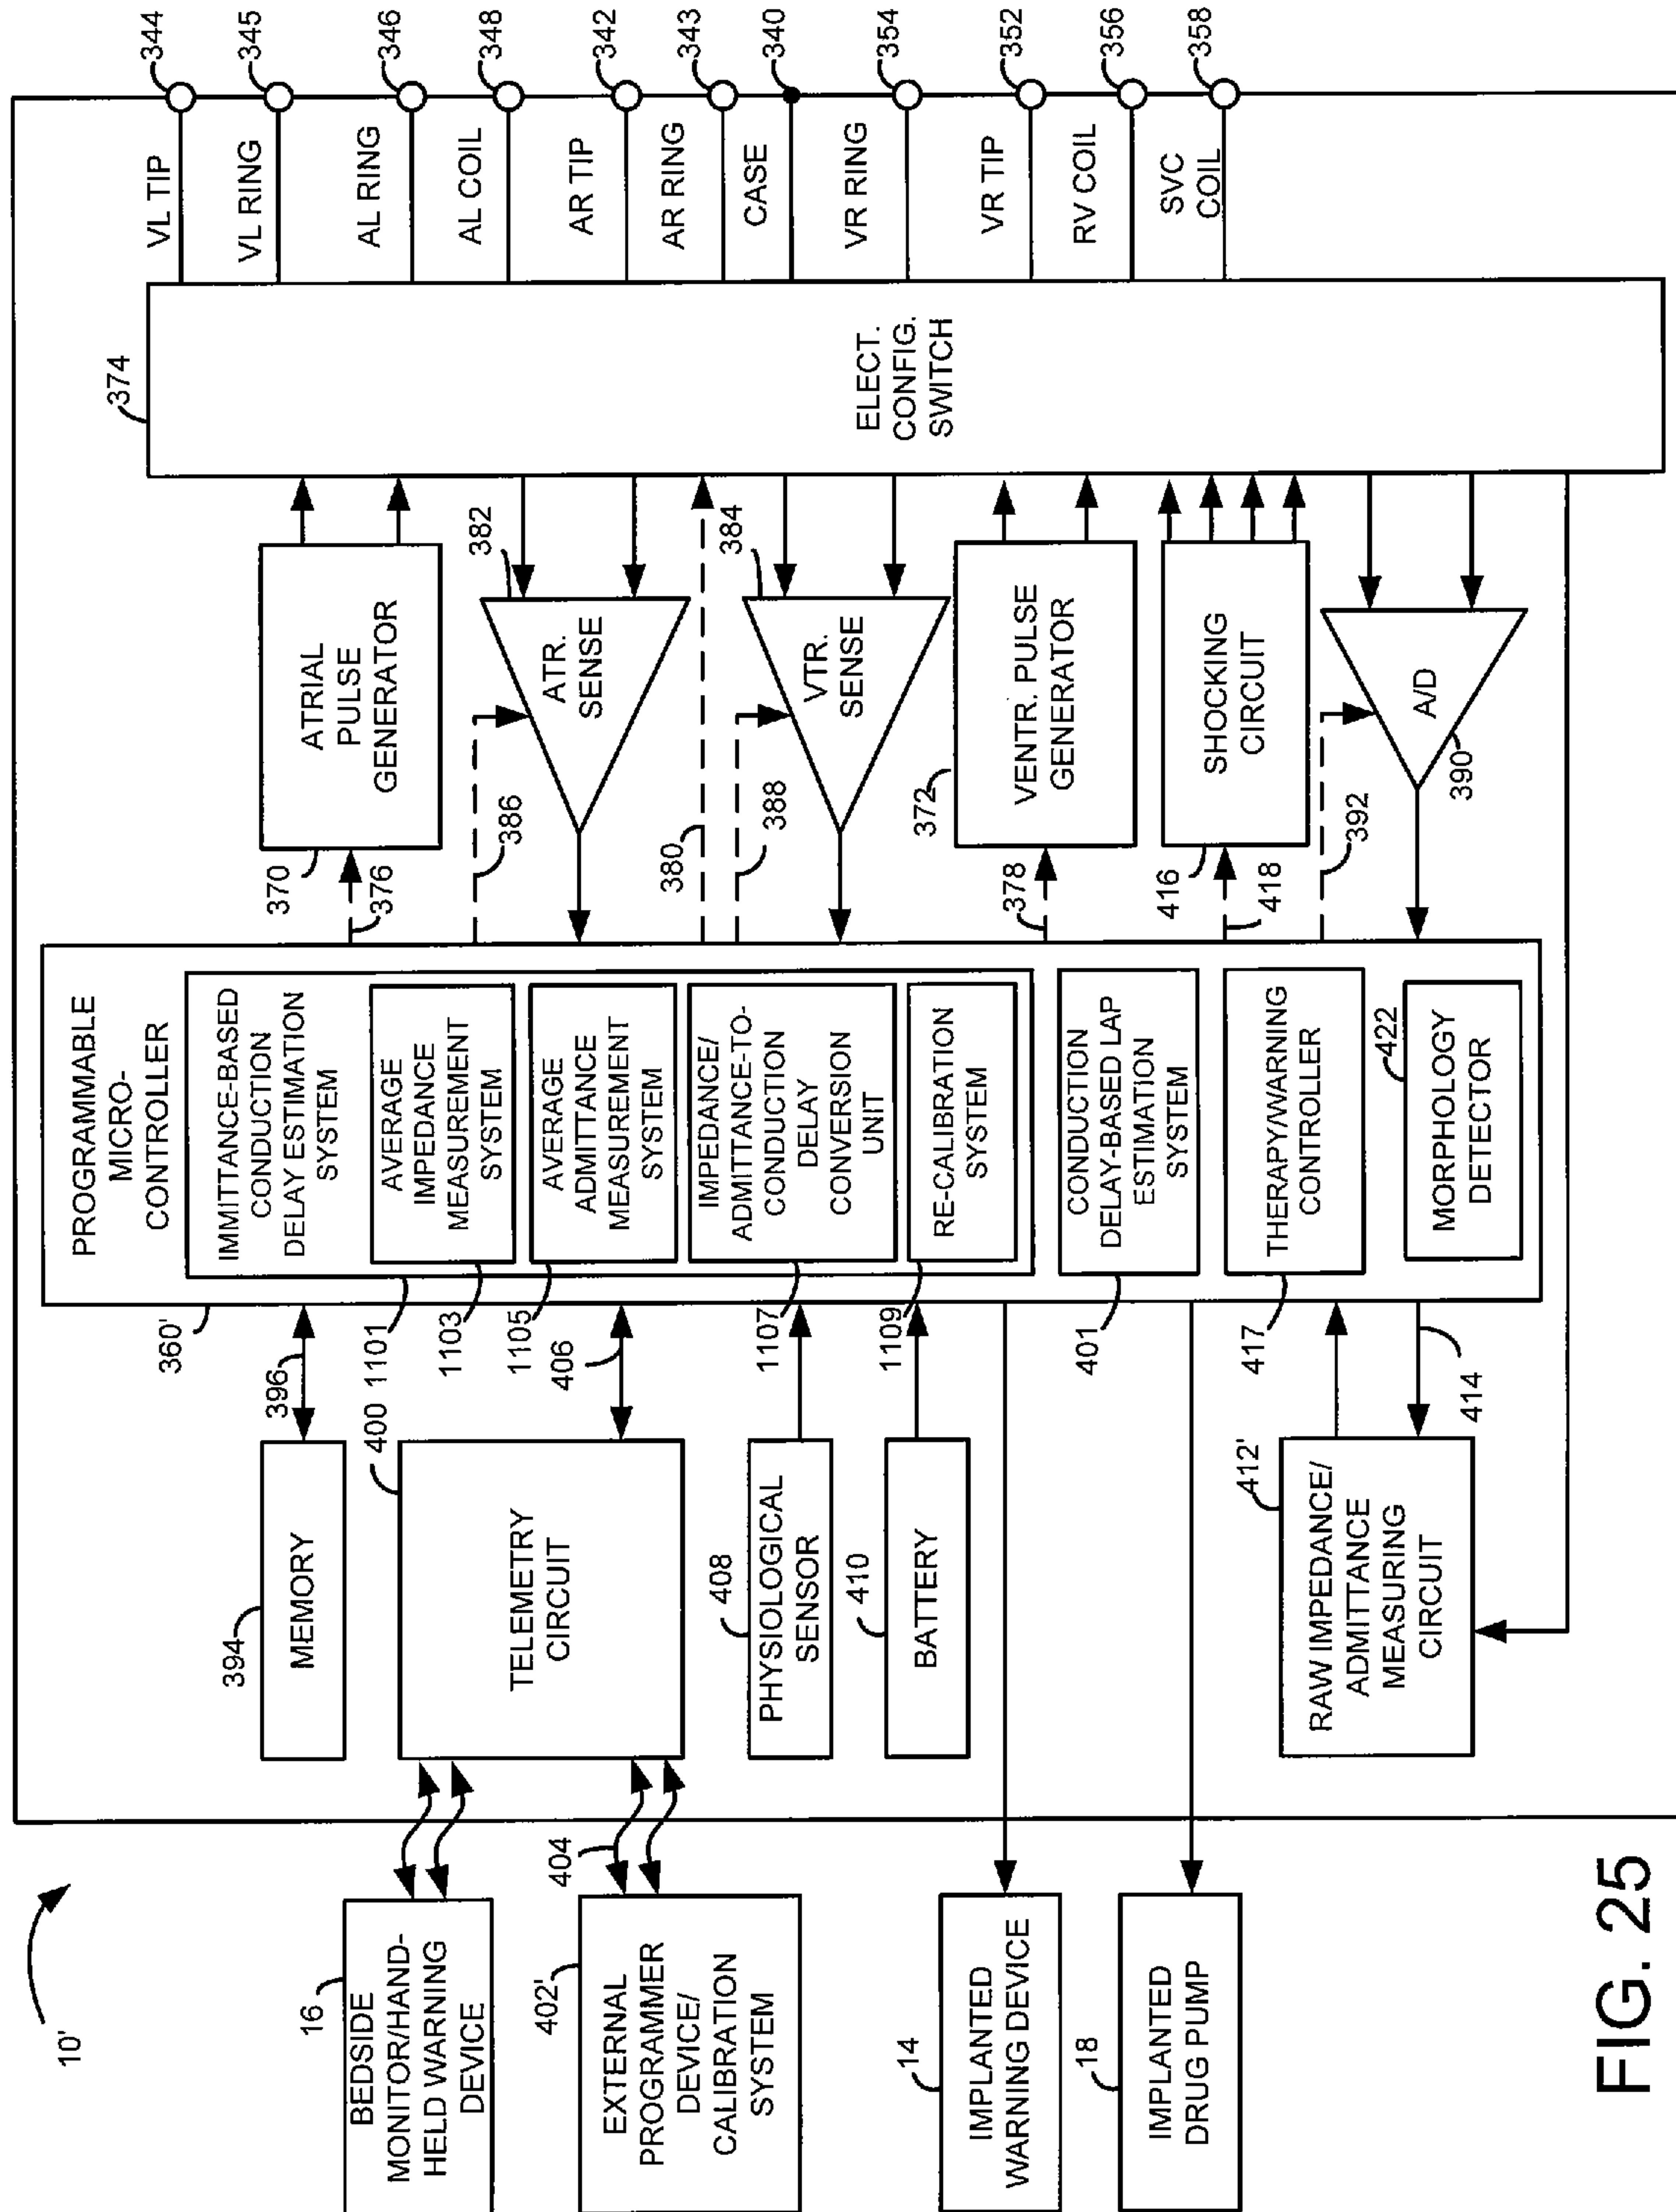 10'
16
BEDSIDE
MONITOR/HAND-
HELD WARNING
DEVICE
402'
EXTERNAL
PROGRAMMER
DEVICE/
CALIBRATION
SYSTEM
404
14
IMPLANTED
WARNING DEVICE
18
IMPLANTED
DRUG PUMP
394
MEMORY
396
400
TELEMETRY
CIRCUIT
406
408
PHYSIOLOGICAL
SENSOR
410
BATTERY
412'
RAW IMPEDANCE/
ADMITTANCE
MEASURING
CIRCUIT
414
360'
1101
1103
1105
1107
1109
401
417
PROGRAMMABLE
MICRO-
CONTROLLER
IMMITTANCE-BASED
CONDUCTION
DELAY ESTIMATION
SYSTEM
AVERAGE
IMPEDANCE
MEASUREMENT
SYSTEM
AVERAGE
ADMITTANCE
MEASUREMENT
SYSTEM
IMPEDANCE/
ADMITTANCE-TO-
CONDUCTION
DELAY
CONVERSION
UNIT
RE-CALIBRATION
SYSTEM
CONDUCTION
DELAY-BASED LAP
ESTIMATION
SYSTEM
THERAPY/WARNING
CONTROLLER
422
MORPHOLOGY
DETECTOR
370
376
ATRIAL
PULSE
GENERATOR
382
386
ATR.
SENSE
380
384
388
VTR.
SENSE
372
378
VENTR. PULSE
GENERATOR
416
418
SHOCKING
CIRCUIT
392
A/D
390
374
ELECT.
CONFIG.
SWITCH
VL TIP
344
VL RING
345
AL RING
346
AL COIL
348
AR TIP
342
AR RING
343
CASE
340
VR RING
354
VR TIP
352
RV COIL
356
SVC
COIL
358
FIG. 25